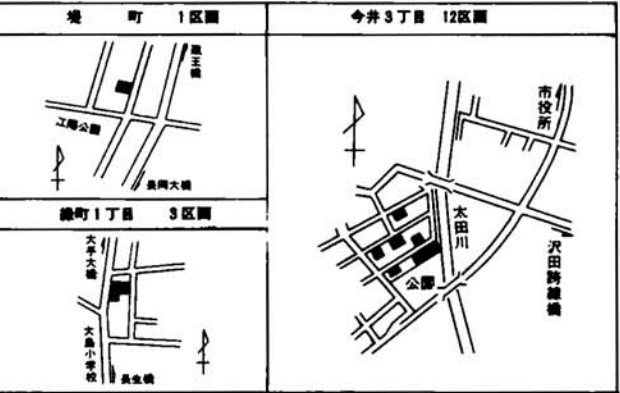 堤町 1区画
蔵王橋
江陽公園
長岡大橋
緑町1丁目 3区画
大手大橋
大島小学校
長生橋
今井3丁目 12区画
市役所
太田川
沢田跨線橋
公園